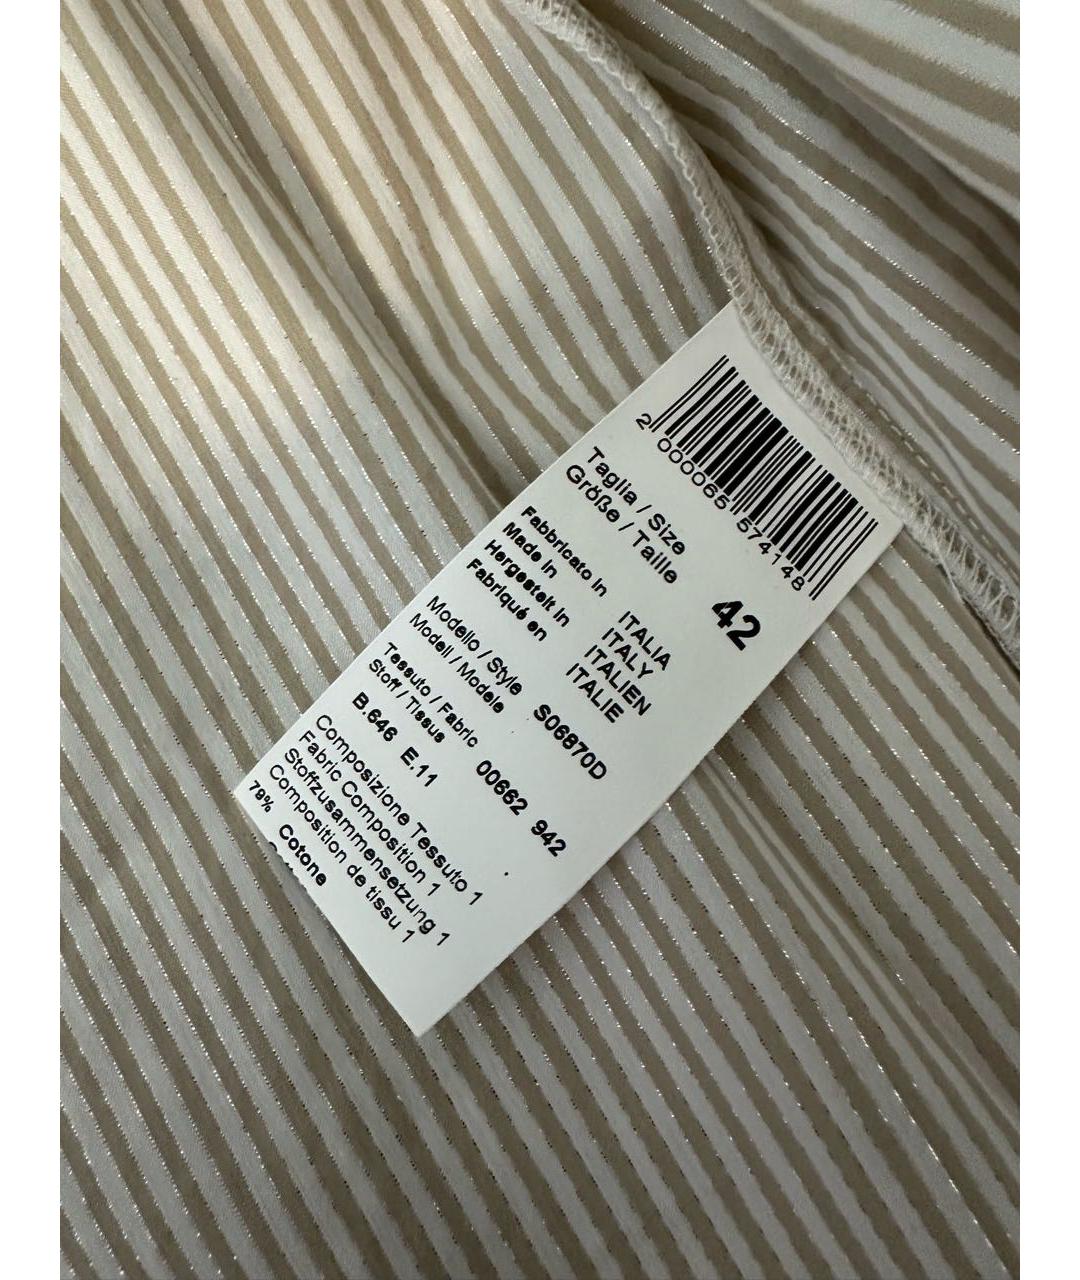 2 000065 574148
Taglia / Size
Größe / Taille 42
Fabbricato in ITALIA
Made in ITALY
Hergestelt in ITALIEN
Fabriqué en ITALIE
Modello / Style S06870D
Modell / Modele
Tessuto / Fabric 00662 942
Stoff / Tissus
B.646 E.11
Composizione Tessuto 1
Fabric Composition 1
Stoffzusammensetzung 1
Composition de tissu 1
79% Cotone